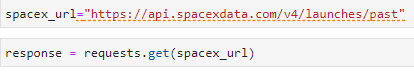 spacex_url="https://api.spacexdata.com/v4/launches/past"
response = requests.get(spacex_url)